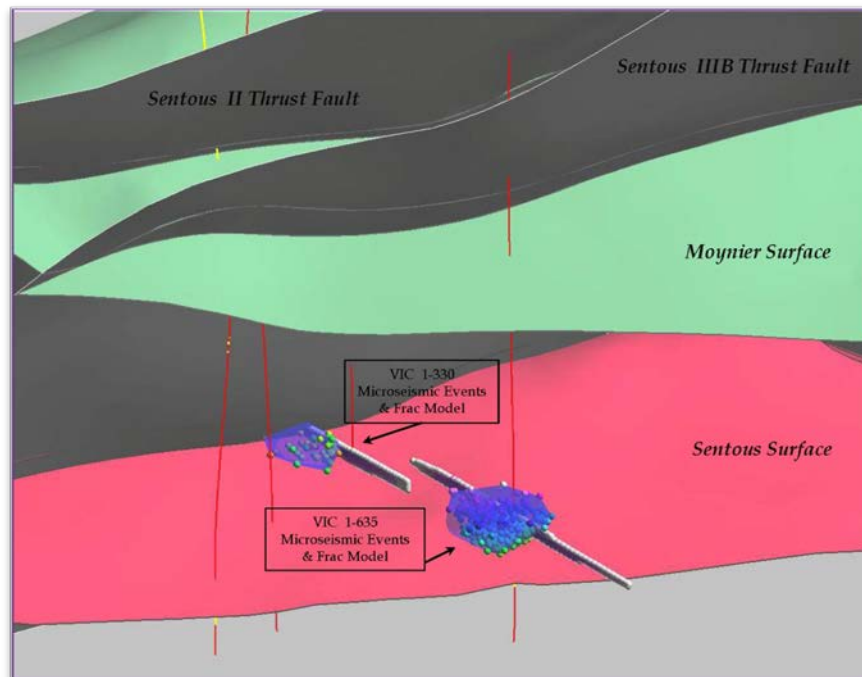 Sentous II Thrust Fault
Sentous IIIB Thrust Fault
Moynier Surface
VIC 1-330
Microseismic Events
& Frac Model
Sentous Surface
VIC 1-635
Microseismic Events
& Frac Model